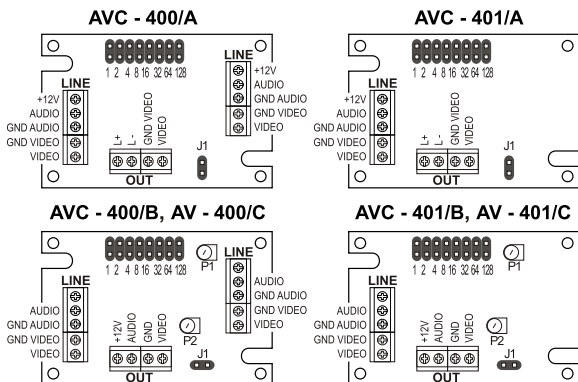 AVC - 400/A
1 2 4 8 16 32 64 128
LINE
+12V
AUDIO
GND AUDIO
GND VIDEO
VIDEO
LINE
+12V
AUDIO
GND AUDIO
GND VIDEO
VIDEO
L+
L-
GND VIDEO
VIDEO
OUT
J1
AVC - 401/A
1 2 4 8 16 32 64 128
LINE
+12V
AUDIO
GND AUDIO
GND VIDEO
VIDEO
L+
L-
GND VIDEO
VIDEO
OUT
J1
AVC - 400/B, AV - 400/C
1 2 4 8 16 32 64 128
P1
LINE
AUDIO
GND AUDIO
GND VIDEO
VIDEO
LINE
AUDIO
GND AUDIO
GND VIDEO
VIDEO
+12V
AUDIO
GND
VIDEO
OUT
P2
J1
AVC - 401/B, AV - 401/C
1 2 4 8 16 32 64 128
P1
LINE
AUDIO
GND AUDIO
GND VIDEO
VIDEO
+12V
AUDIO
GND
VIDEO
OUT
P2
J1